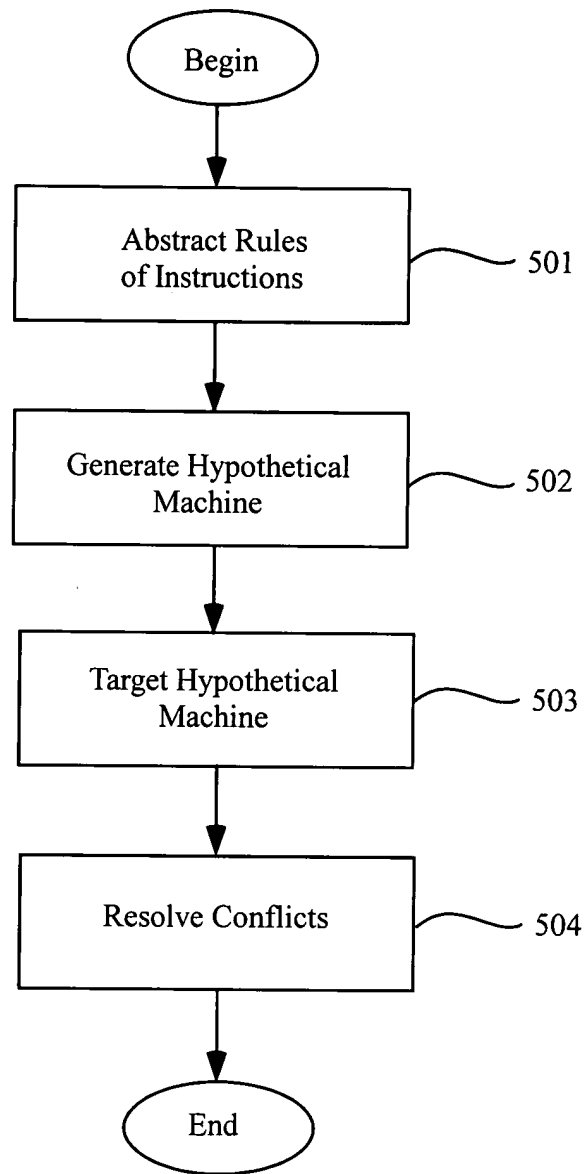 Begin
Abstract Rules
of Instructions
501
Generate Hypothetical
Machine
502
Target Hypothetical
Machine
503
Resolve Conflicts
504
End